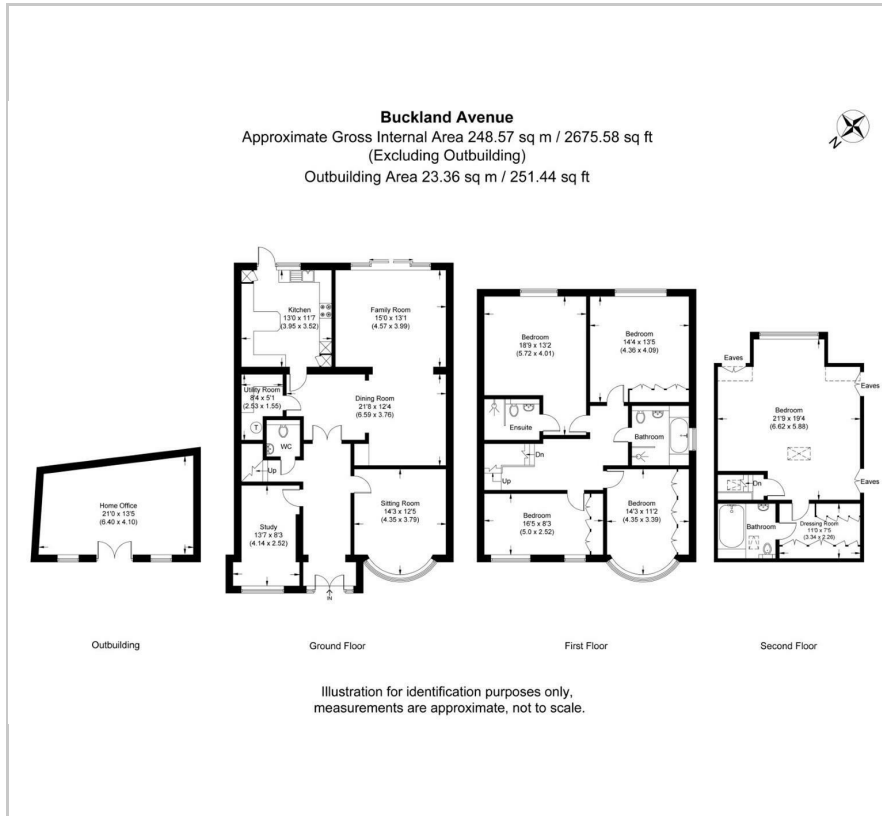 Buckland Avenue
Approximate Gross Internal Area 248.57 sq m / 2675.58 sq ft
(Excluding Outbuilding)
Outbuilding Area 23.36 sq m / 251.44 sq ft
N
Kitchen
13'0 x 11'7
(3.95 x 3.52)
Family Room
15'0 x 13'1
(4.57 x 3.99)
Utility Room
8'4 x 5'1
(2.53 x 1.55)
T
Dining Room
21'8 x 12'4
(6.59 x 3.76)
WC
Up
Sitting Room
14'3 x 12'5
(4.35 x 3.79)
Study
13'7 x 8'3
(4.14 x 2.52)
IN
Home Office
21'0 x 13'5
(6.40 x 4.10)
Bedroom
18'9 x 13'2
(5.72 x 4.01)
Bedroom
14'4 x 13'5
(4.36 x 4.09)
Ensuite
Bathroom
Dn
Up
Bedroom
16'5 x 8'3
(5.0 x 2.52)
Bedroom
14'3 x 11'2
(4.35 x 3.39)
Eaves
Eaves
Bedroom
21'9 x 19'4
(6.62 x 5.88)
Eaves
Dn
Bathroom
Dressing Room
11'0 x 7'5
(3.34 x 2.26)
Outbuilding
Ground Floor
First Floor
Second Floor
Illustration for identification purposes only,
measurements are approximate, not to scale.